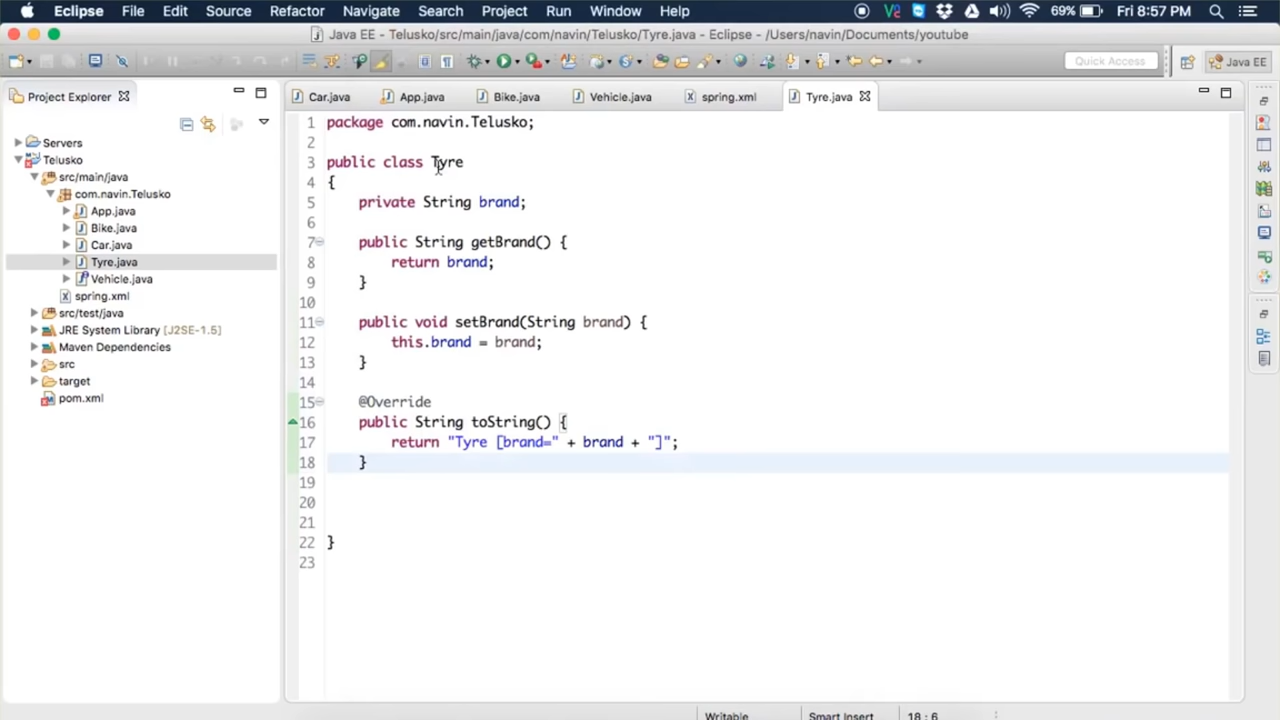 Eclipse File Edit Source Refactor Navigate Search Project Run Window Help 69% Fri 8:57 PM
Java EE - Telusko/src/main/java/com/navin/Telusko/Tyre.java - Eclipse - /Users/navin/Documents/youtube
Quick Access Java EE
Project Explorer
Servers
Telusko
src/main/java
com.navin.Telusko
App.java
Bike.java
Car.java
Tyre.java
Vehicle.java
spring.xml
src/test/java
JRE System Library [J2SE-1.5]
Maven Dependencies
src
target
pom.xml
Car.java App.java Bike.java Vehicle.java spring.xml Tyre.java
1 package com.navin.Telusko;
2
3 public class Tyre
4 {
5 private String brand;
6
7 public String getBrand() {
8 return brand;
9 }
10
11 public void setBrand(String brand) {
12 this.brand = brand;
13 }
14
15 @Override
16 public String toString() {
17 return "Tyre [brand=" + brand + "]";
18 }
19
20
21
22 }
23
Writable Smart Insert 18 : 6